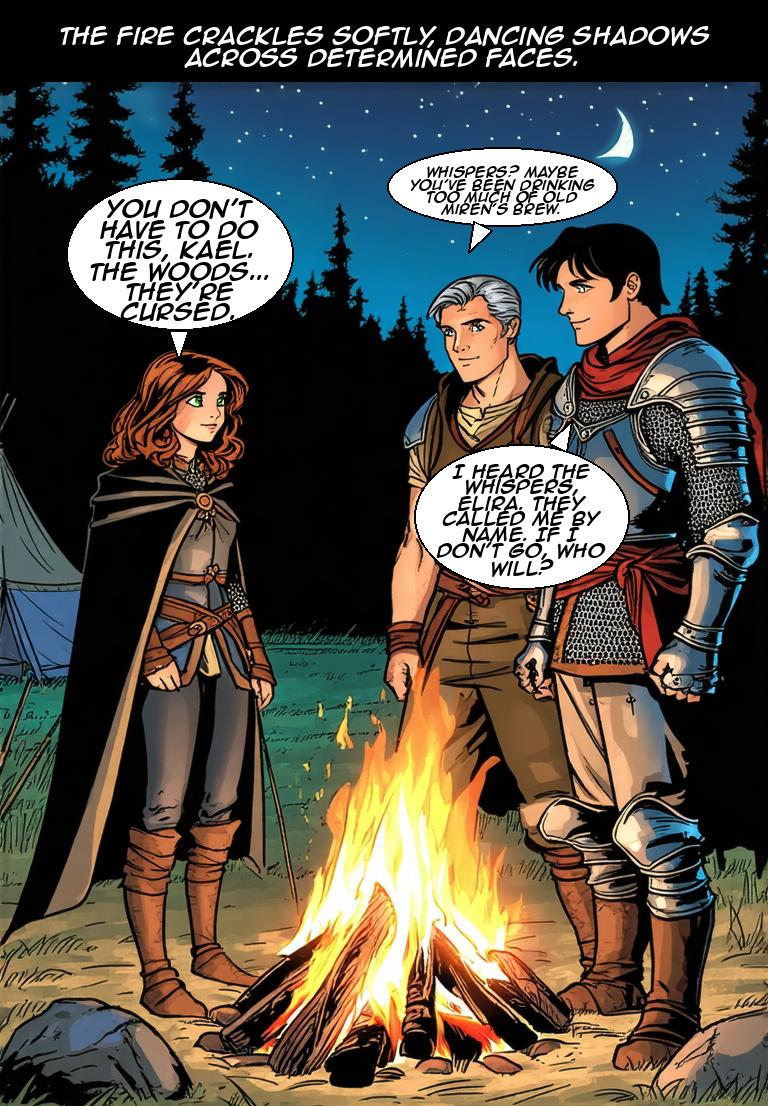 THE FIRE CRACKLES SOFTLY, DANCING SHADOWS
ACROSS DETERMINED FACES.
YOU DON'T
HAVE TO DO
THIS, KAEL.
THE WOODS...
THEY'RE
CURSED.
I HEARD THE
WHISPERS,
ELIRA. THEY
CALLED ME BY
NAME. IF I
DON'T GO, WHO
WILL?
WHISPERS? MAYBE
YOU'VE BEEN DRINKING
TOO MUCH OF OLD
MIREN'S BREW.